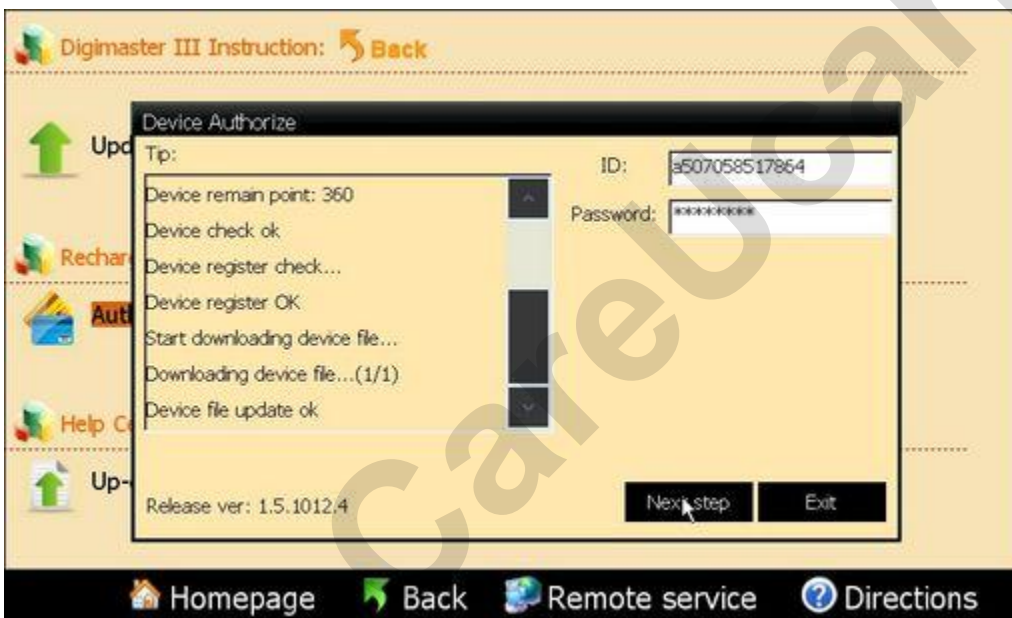 Digimaster III Instruction: Back
Upd
Device Authorize
Tip:
Device remain point: 360
Device check ok
Device register check...
Device register OK
Start downloading device file...
Downloading device file...(1/1)
Device file update ok
ID: a507058517864
Password: *********
Rechar
Aut
Help C
Up-
Release ver: 1.5.1012.4
Next step
Exit
Homepage Back Remote service ? Directions
CareUcar